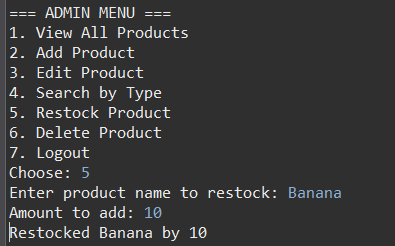 === ADMIN MENU ===
1. View All Products
2. Add Product
3. Edit Product
4. Search by Type
5. Restock Product
6. Delete Product
7. Logout
Choose: 5
Enter product name to restock: Banana
Amount to add: 10
Restocked Banana by 10